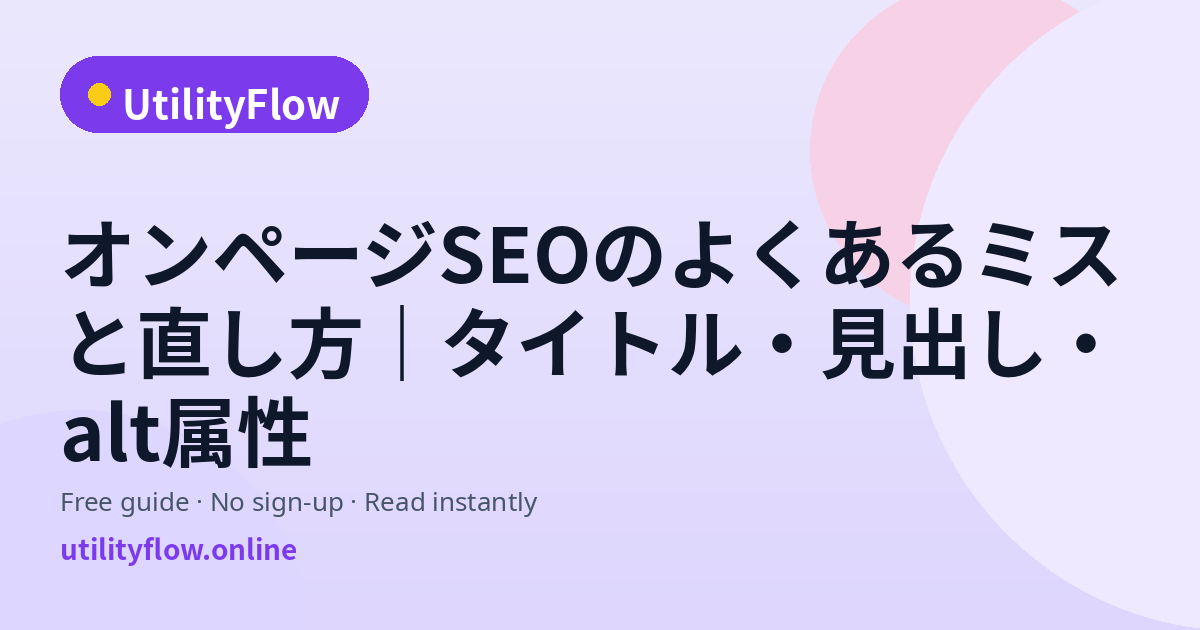 UtilityFlow
オンページSEOのよくあるミス
と直し方｜タイトル・見出し・
alt属性
Free guide · No sign-up · Read instantly
utilityflow.online